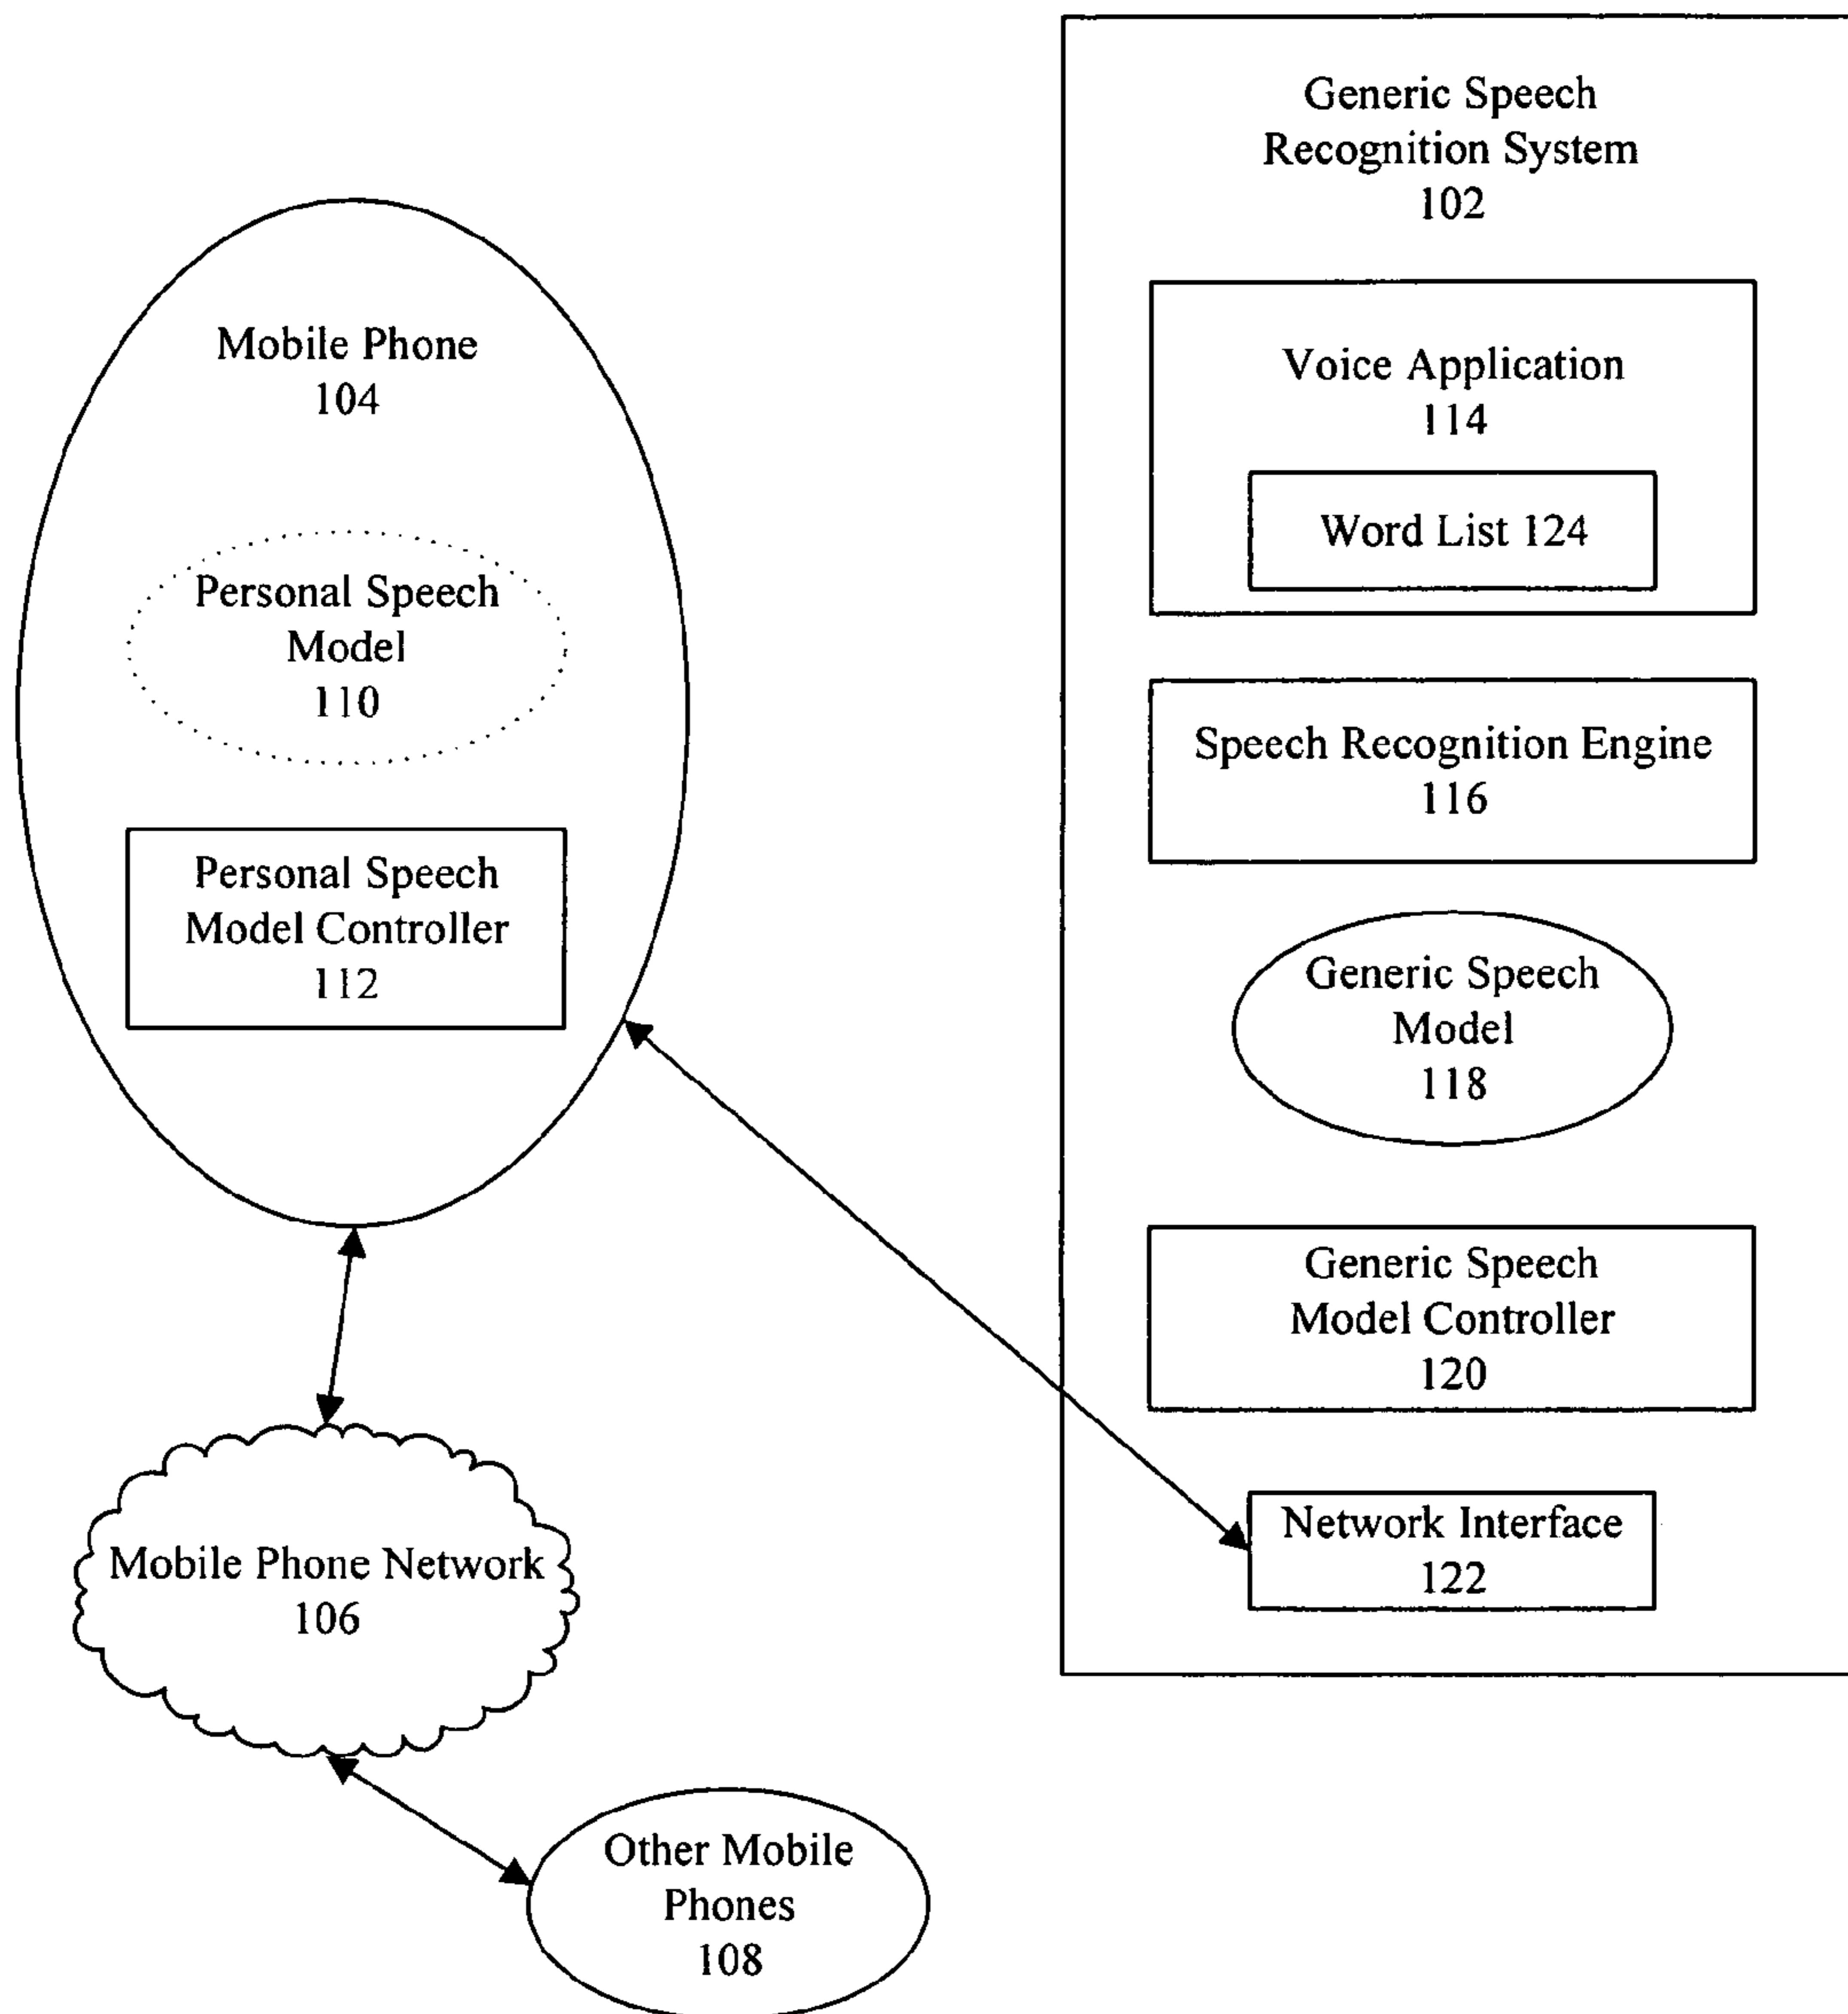 Generic Speech
Recognition System
102
Voice Application
114
Word List 124
Speech Recognition Engine
116
Generic Speech
Model
118
Generic Speech
Model Controller
120
Network Interface
122
Mobile Phone
104
Personal Speech
Model
110
Personal Speech
Model Controller
112
Mobile Phone Network
106
Other Mobile
Phones
108